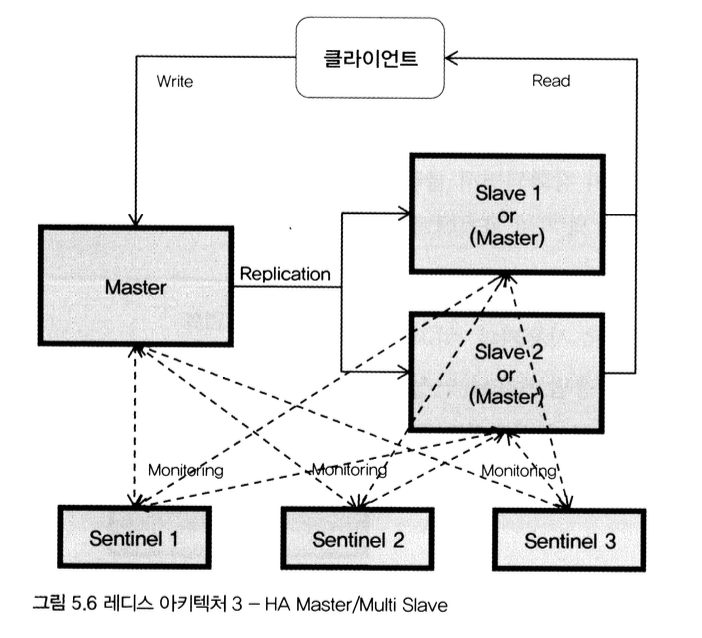 클라이언트
Write
Read
Slave 1
or
(Master)
Master
Replication
Slave 2
or
(Master)
Monitoring
Monitoring
Monitoring
Sentinel 1
Sentinel 2
Sentinel 3
그림 5.6 레디스 아키텍처 3 – HA Master/Multi Slave